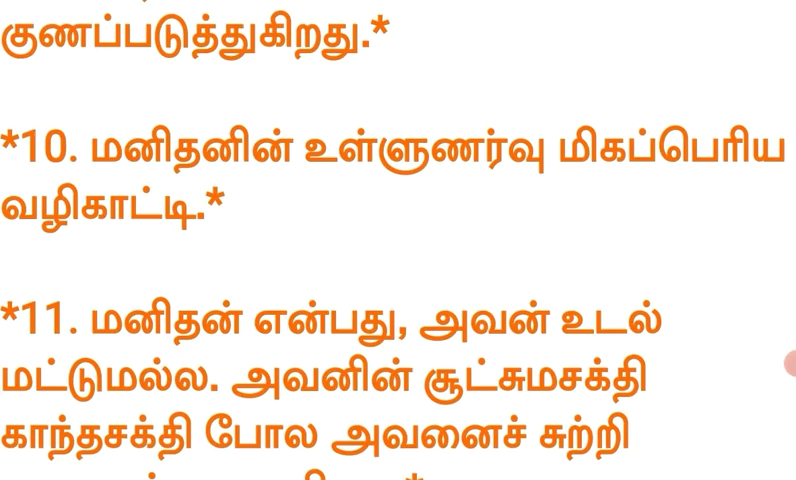 குணப்படுத்துகிறது.*
*10. மனிதனின் உள்ளுணர்வு மிகப்பெரிய
வழிகாட்டி.*
*11. மனிதன் என்பது, அவன் உடல்
மட்டுமல்ல. அவனின் சூட்சுமசக்தி
காந்தசக்தி போல அவனைச் சுற்றி